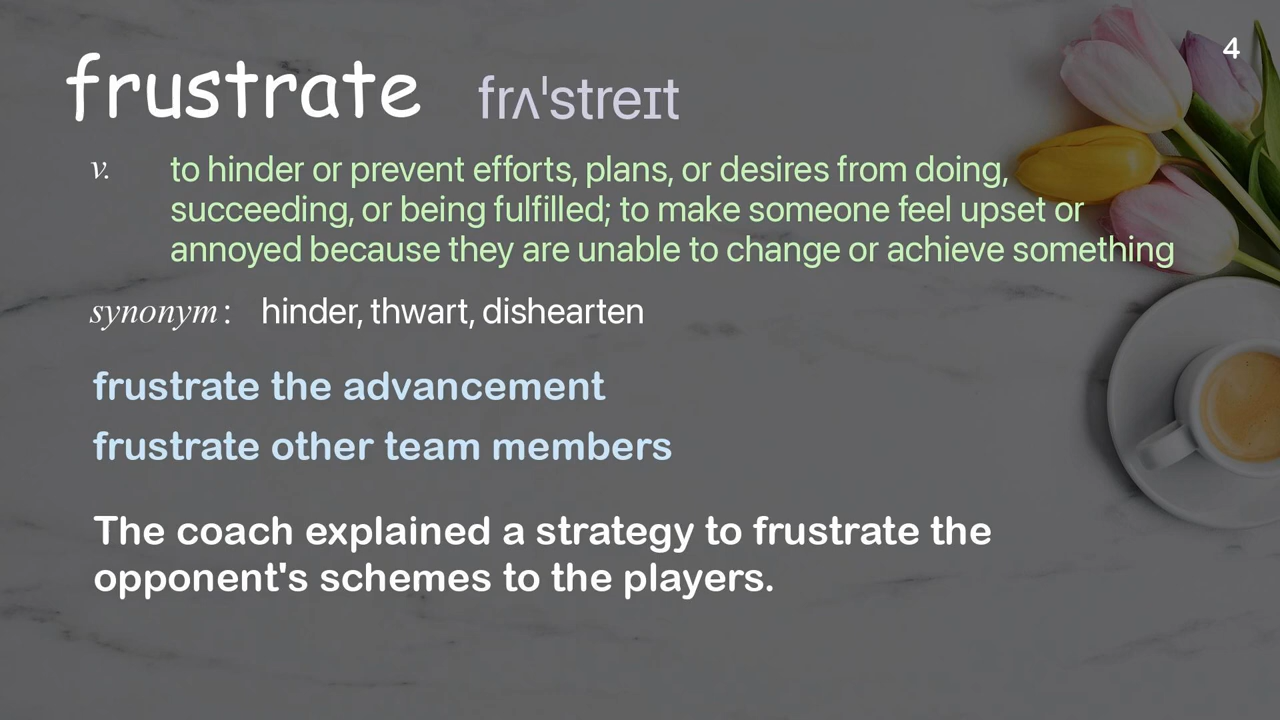 4
frustrate frʌˈstreɪt
v. to hinder or prevent efforts, plans, or desires from doing,
succeeding, or being fulfilled; to make someone feel upset or
annoyed because they are unable to change or achieve something
synonym: hinder, thwart, dishearten
frustrate the advancement
frustrate other team members
The coach explained a strategy to frustrate the
opponent's schemes to the players.